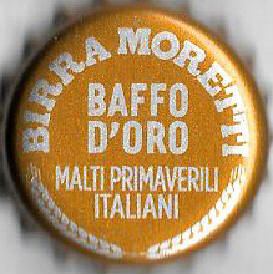 BIRRA MORETTI
BAFFO
D'ORO
MALTI PRIMAVERILI
ITALIANI